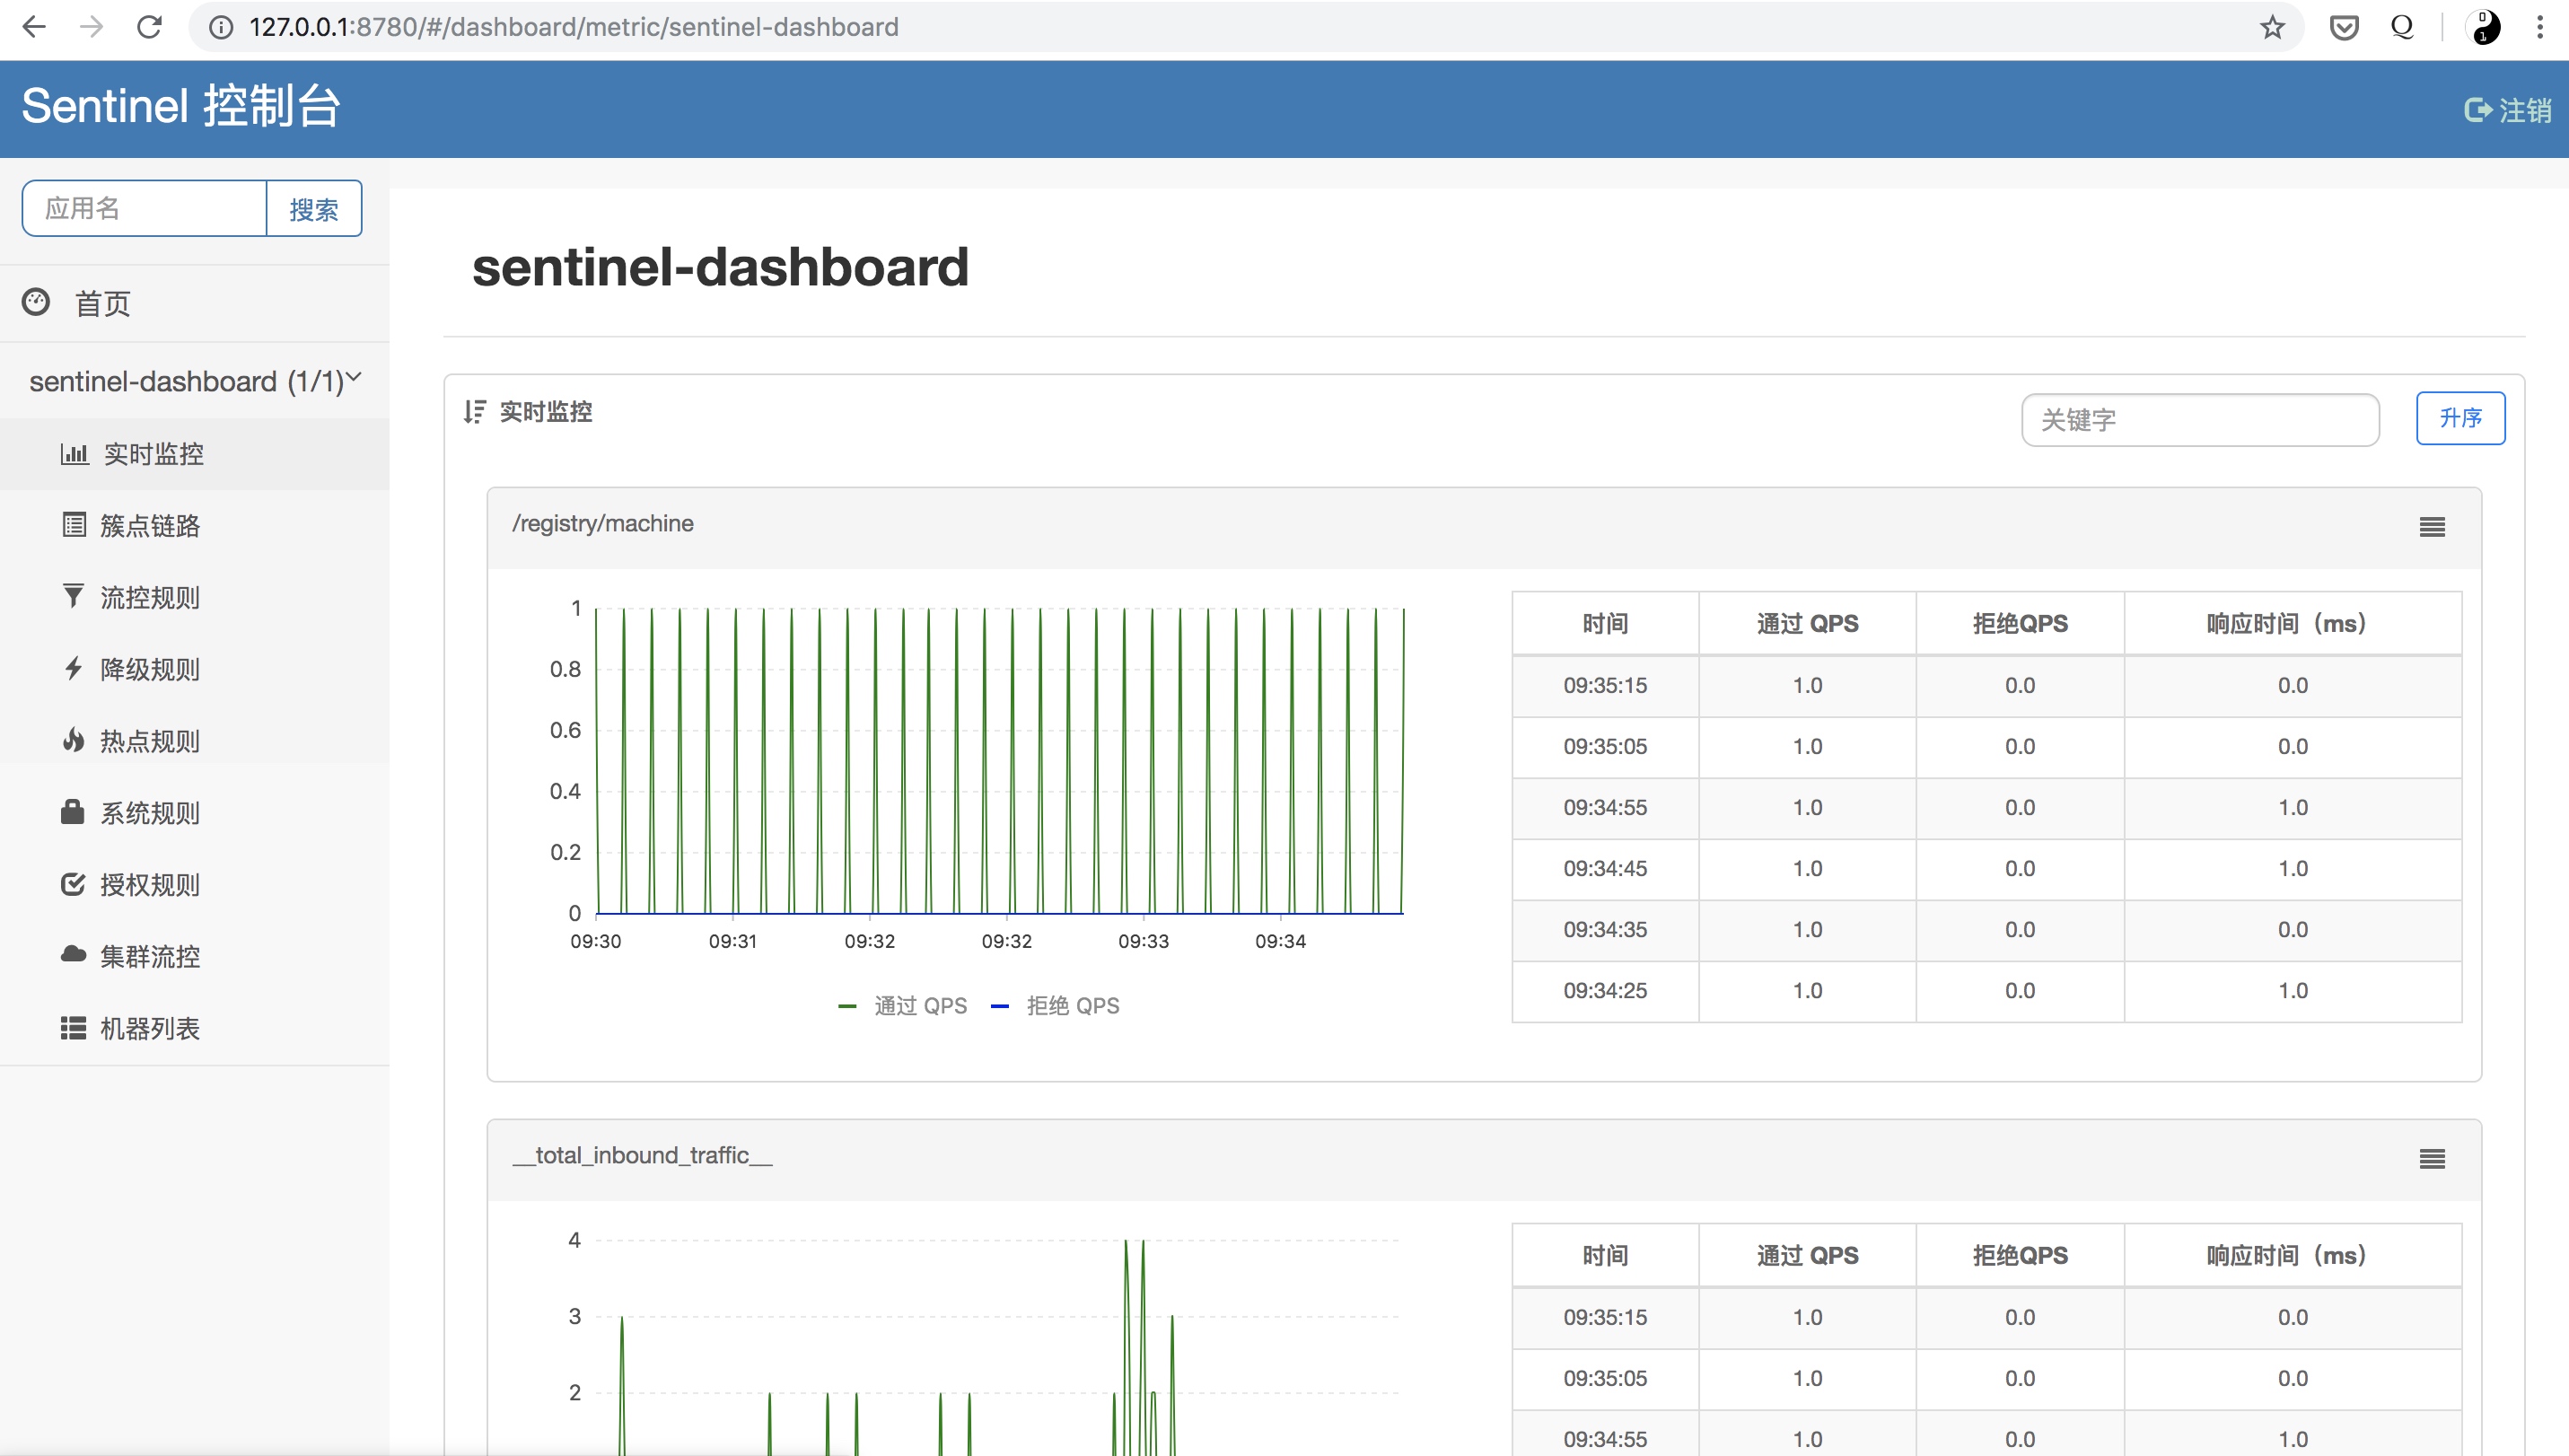 127.0.0.1:8780/#/dashboard/metric/sentinel-dashboard
Sentinel 控制台
注销
应用名 搜索
首页
sentinel-dashboard (1/1)
实时监控
簇点链路
流控规则
降级规则
热点规则
系统规则
授权规则
集群流控
机器列表
sentinel-dashboard
实时监控 关键字 升序
/registry/machine
1
0.8
0.6
0.4
0.2
0
09:30 09:31 09:32 09:32 09:33 09:34
通过 QPS 拒绝 QPS
时间 通过 QPS 拒绝QPS 响应时间（ms）
09:35:15 1.0 0.0 0.0
09:35:05 1.0 0.0 0.0
09:34:55 1.0 0.0 1.0
09:34:45 1.0 0.0 1.0
09:34:35 1.0 0.0 0.0
09:34:25 1.0 0.0 1.0
__total_inbound_traffic__
4
3
2
时间 通过 QPS 拒绝QPS 响应时间（ms）
09:35:15 1.0 0.0 0.0
09:35:05 1.0 0.0 0.0
09:34:55 1.0 0.0 1.0